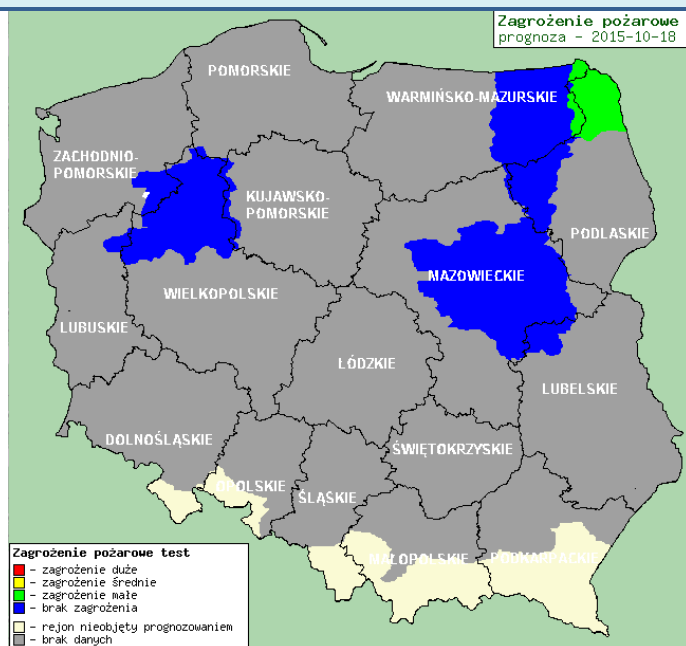 Zagrożenie pożarowe
prognoza - 2015-10-18
POMORSKIE
WARMIŃSKO-MAZURSKIE
ZACHODNIO-
POMORSKIE
KUJAWSKO-
POMORSKIE
PODLASKIE
MAZOWIECKIE
WIELKOPOLSKIE
LUBUSKIE
ŁÓDZKIE
LUBELSKIE
DOLNOŚLĄSKIE
ŚWIĘTOKRZYSKIE
OPOLSKIE
ŚLĄSKIE
MAŁOPOLSKIE
PODKARPACKIE
Zagrożenie pożarowe test
- zagrożenie duże
- zagrożenie średnie
- zagrożenie małe
- brak zagrożenia
- rejon nieobjęty prognozowaniem
- brak danych